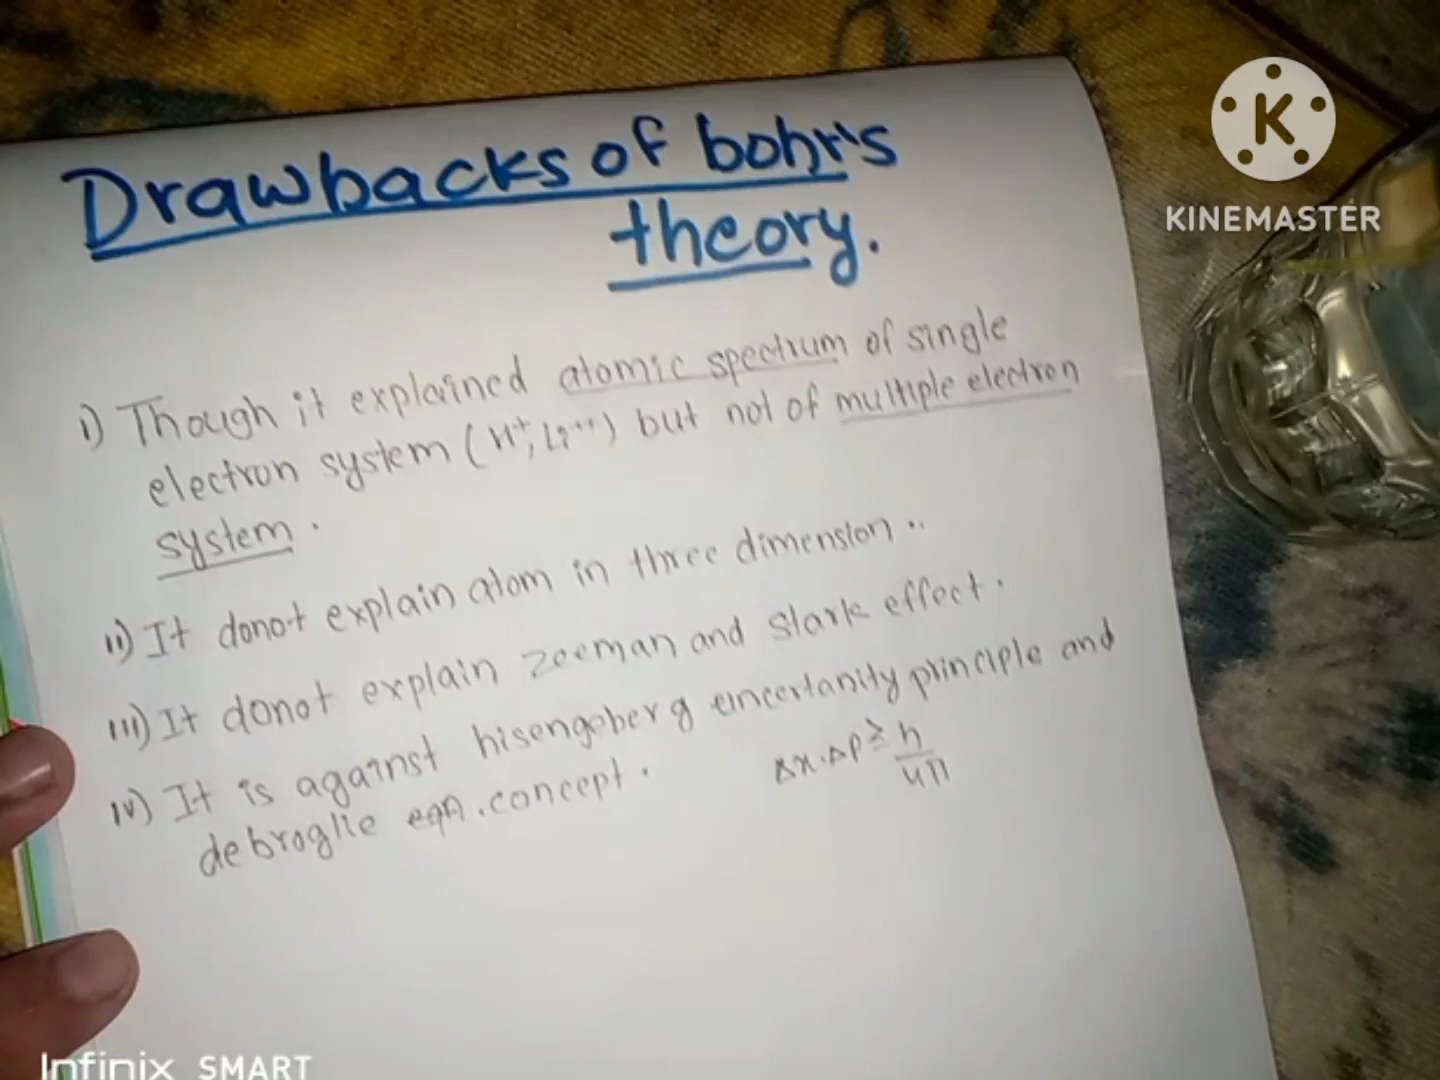 Drawbacks of bohr's
theory.
i) Though it explained atomic spectrum of single
electron system (H⁺, Li⁺⁺) but not of multiple electron
system.
ii) It donot explain atom in three dimension ..
iii) It donot explain zeeman and stark effect.
iv) It is against hisengeberg uncertanity principle and
debroglie eqn. concept.
Δx.Δp ≥ h
4π
K
KINEMASTER
Infinix SMART